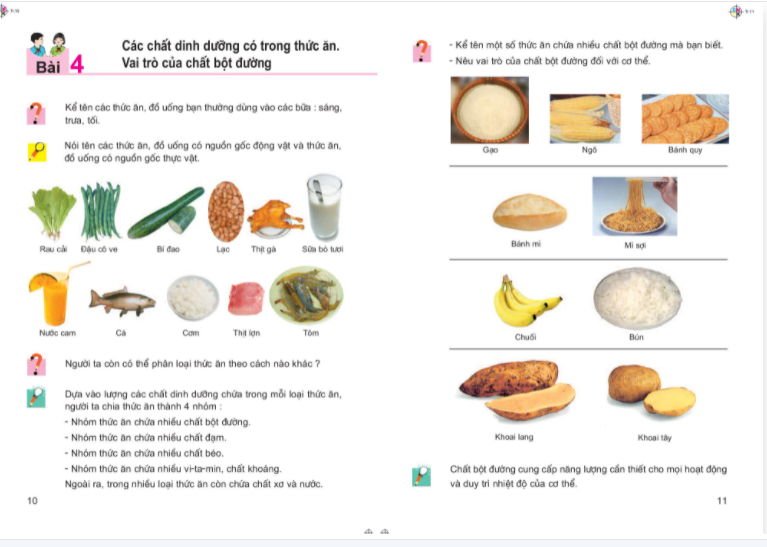 Bài 4
Các chất dinh dưỡng có trong thức ăn.
Vai trò của chất bột đường
Kể tên các thức ăn, đồ uống bạn thường dùng vào các bữa : sáng,
trưa, tối.
Nói tên các thức ăn, đồ uống có nguồn gốc động vật và thức ăn,
đồ uống có nguồn gốc thực vật.
Rau cải Đậu cô ve Bí đao Lạc Thịt gà Sữa bò tươi
Nước cam Cá Cơm Thịt lợn Tôm
Người ta còn có thể phân loại thức ăn theo cách nào khác ?
Dựa vào lượng các chất dinh dưỡng chứa trong mỗi loại thức ăn,
người ta chia thức ăn thành 4 nhóm :
- Nhóm thức ăn chứa nhiều chất bột đường.
- Nhóm thức ăn chứa nhiều chất đạm.
- Nhóm thức ăn chứa nhiều chất béo.
- Nhóm thức ăn chứa nhiều vi-ta-min, chất khoáng.
Ngoài ra, trong nhiều loại thức ăn còn chứa chất xơ và nước.
10
- Kể tên một số thức ăn chứa nhiều chất bột đường mà bạn biết.
- Nêu vai trò của chất bột đường đối với cơ thể.
Gạo Ngô Bánh quy
Bánh mì Mì sợi
Chuối Bún
Khoai lang Khoai tây
Chất bột đường cung cấp năng lượng cần thiết cho mọi hoạt động
và duy trì nhiệt độ của cơ thể.
11